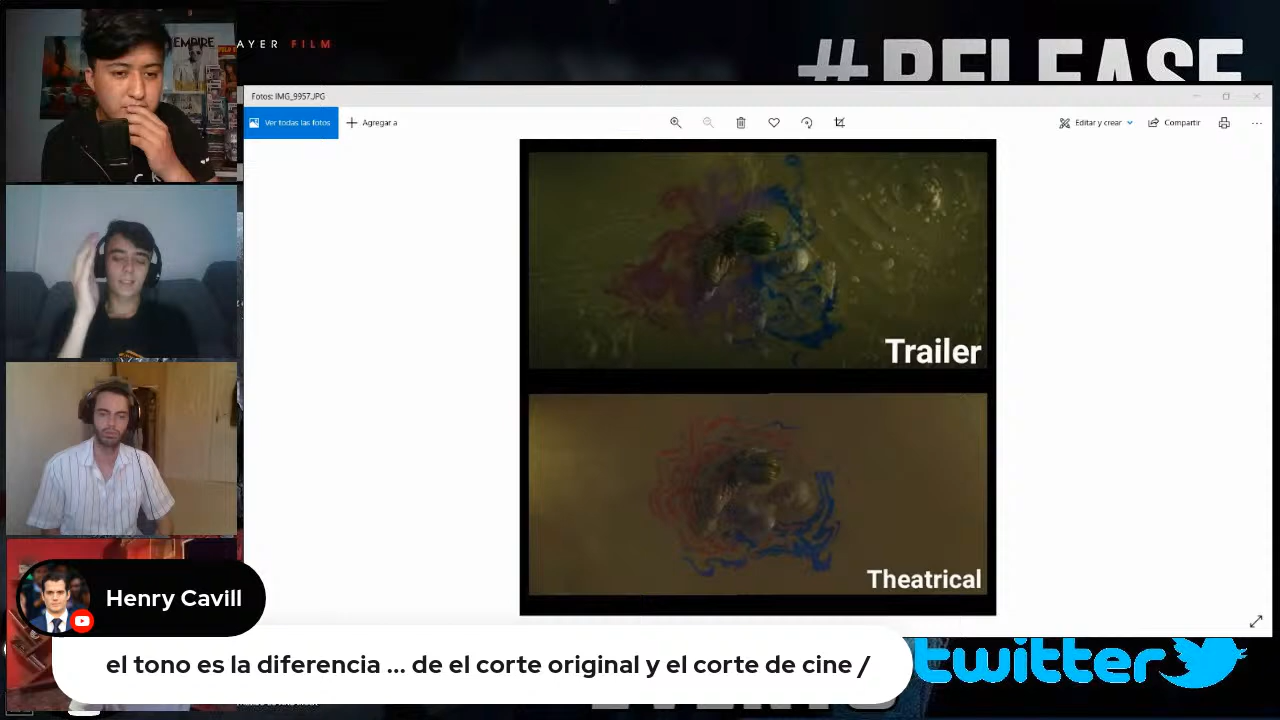 EMPIRE
AYER FILM
#RELEASE
Fotos: IMG_9957.JPG
Ver todas las fotos
Agregar a
Editar y crear
Compartir
Trailer
Theatrical
Henry Cavill
el tono es la diferencia ... de el corte original y el corte de cine /
twitter